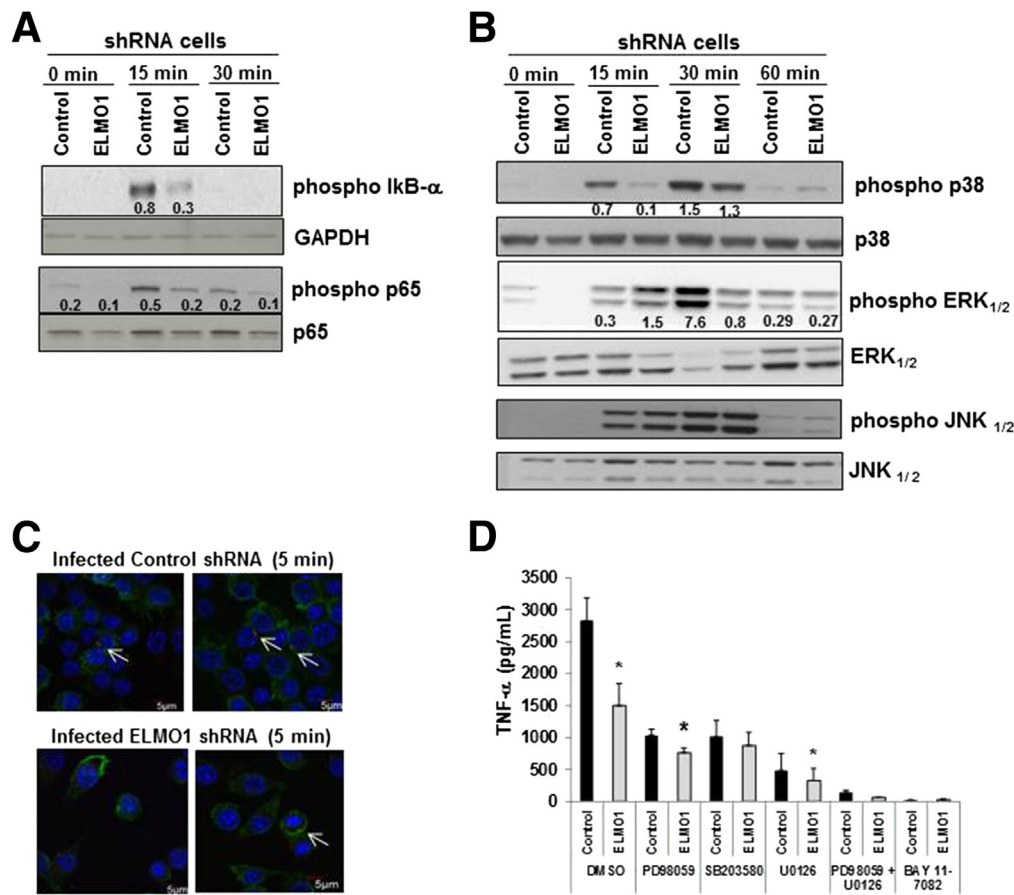 A
shRNA cells
0 min 15 min 30 min
Control ELMO1 Control ELMO1 Control ELMO1
phospho IkB-α
0.8 0.3
GAPDH
phospho p65
0.2 0.1 0.5 0.2 0.2 0.1
p65
B
shRNA cells
0 min 15 min 30 min 60 min
Control ELMO1 Control ELMO1 Control ELMO1 Control ELMO1
phospho p38
0.7 0.1 1.5 1.3
p38
phospho ERK1/2
0.3 1.5 7.6 0.8 0.29 0.27
ERK1/2
phospho JNK 1/2
JNK 1/2
C
Infected Control shRNA (5 min)
5µm 5µm
Infected ELMO1 shRNA (5 min)
5µm 5µm
D
TNF-α (pg/mL)
3500
3000
2500
2000
1500
1000
500
0
* * *
Control ELMO1 Control ELMO1 Control ELMO1 Control ELMO1 Control ELMO1 Control ELMO1
DMSO PD98059 SB203580 U0126 PD98059 + U0126 BAY 11-7082